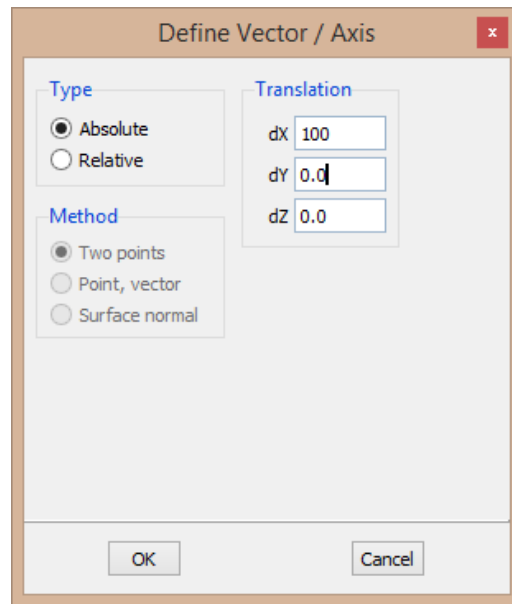 Define Vector / Axis
x
Type
Absolute
Relative
Method
Two points
Point, vector
Surface normal
Translation
dX 100
dY 0.0
dZ 0.0
OK
Cancel